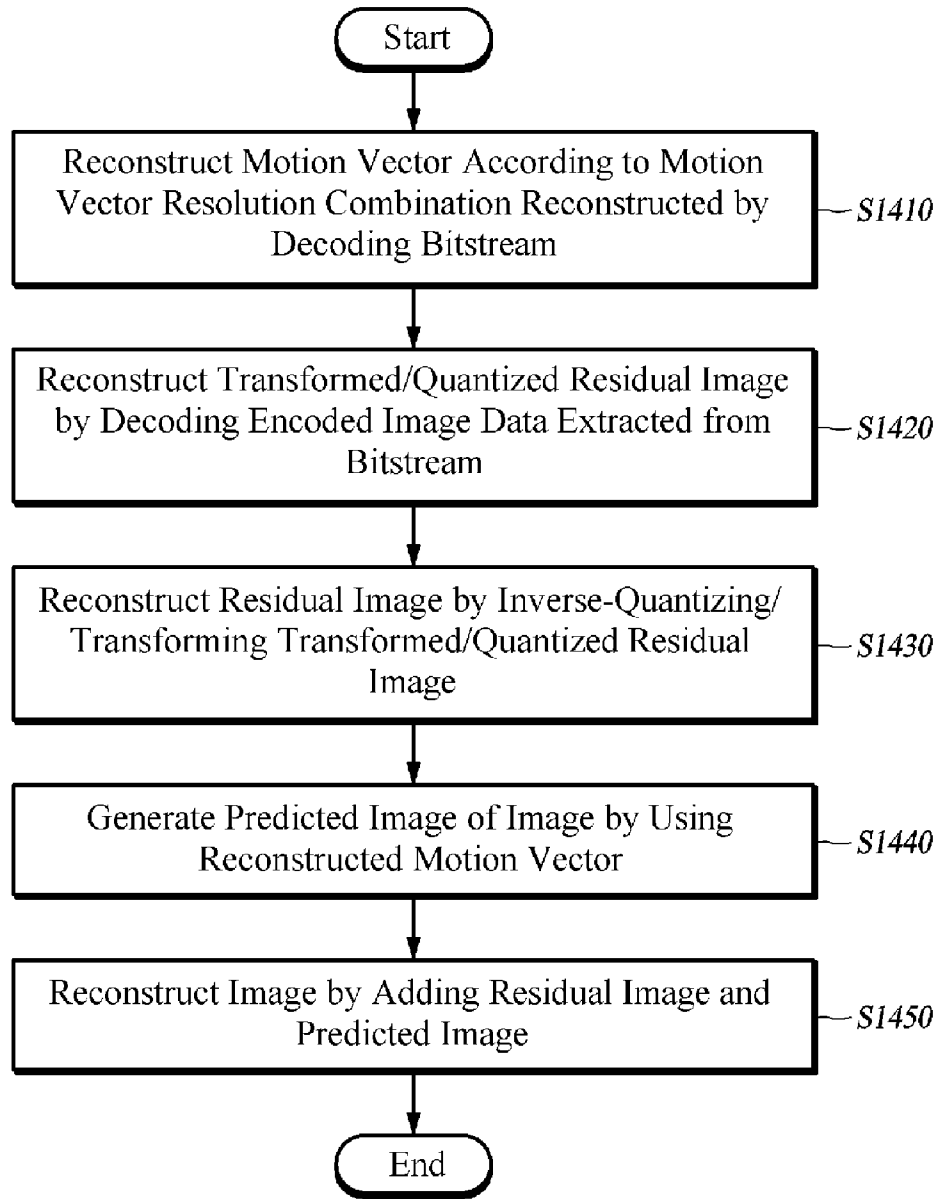 Start
Reconstruct Motion Vector According to Motion
Vector Resolution Combination Reconstructed by
Decoding Bitstream
S1410
Reconstruct Transformed/Quantized Residual Image
by Decoding Encoded Image Data Extracted from
Bitstream
S1420
Reconstruct Residual Image by Inverse-Quantizing/
Transforming Transformed/Quantized Residual
Image
S1430
Generate Predicted Image of Image by Using
Reconstructed Motion Vector
S1440
Reconstruct Image by Adding Residual Image and
Predicted Image
S1450
End